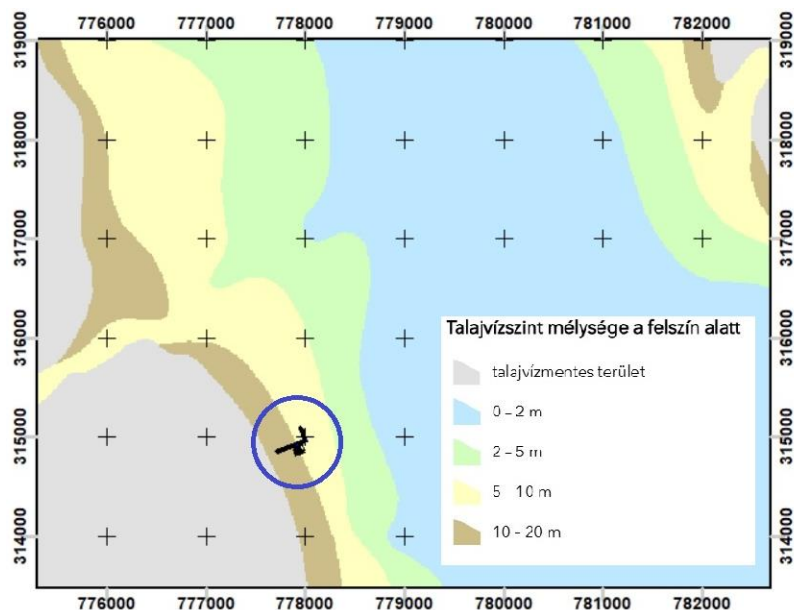 776000 777000 778000 779000 780000 781000 782000
319000 319000
318000 318000
317000 317000
316000 316000
315000 315000
314000 314000
Talajvízszint mélysége a felszín alatt
talajvízmentes terület
0 - 2 m
2 - 5 m
5 10 m
10 - 20 m
776000 777000 778000 779000 780000 781000 782000